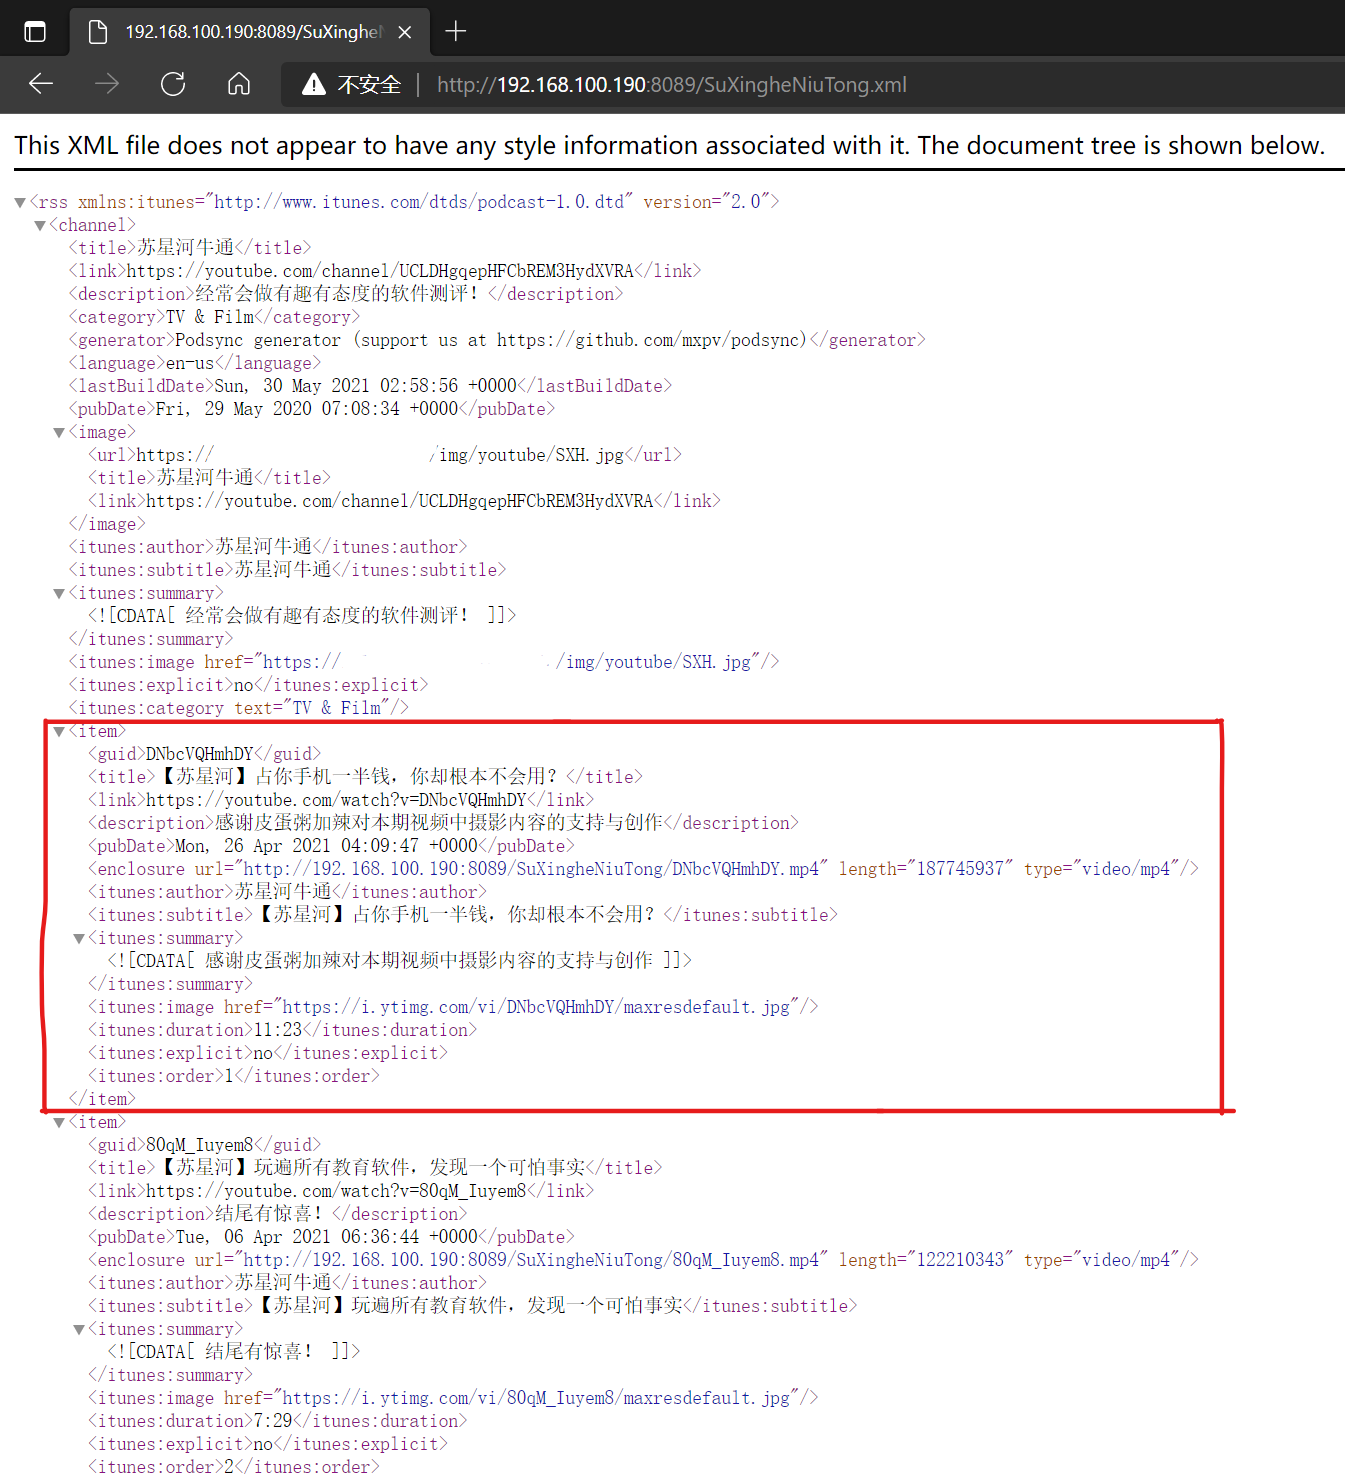 192.168.100.190:8089/SuXingheN
不安全 | http://192.168.100.190:8089/SuXingheNiuTong.xml
This XML file does not appear to have any style information associated with it. The document tree is shown below.
▼<rss xmlns:itunes="http://www.itunes.com/dtds/podcast-1.0.dtd" version="2.0">
▼<channel>
<title>苏星河牛通</title>
<link>https://youtube.com/channel/UCLDHgqepHFCbREM3HydXVRA</link>
<description>经常会做有趣有态度的软件测评！</description>
<category>TV & Film</category>
<generator>Podsync generator (support us at https://github.com/mxpv/podsync)</generator>
<language>en-us</language>
<lastBuildDate>Sun, 30 May 2021 02:58:56 +0000</lastBuildDate>
<pubDate>Fri, 29 May 2020 07:08:34 +0000</pubDate>
▼<image>
<url>https:// /img/youtube/SXH.jpg</url>
<title>苏星河牛通</title>
<link>https://youtube.com/channel/UCLDHgqepHFCbREM3HydXVRA</link>
</image>
<itunes:author>苏星河牛通</itunes:author>
<itunes:subtitle>苏星河牛通</itunes:subtitle>
▼<itunes:summary>
<![CDATA[ 经常会做有趣有态度的软件测评！ ]]>
</itunes:summary>
<itunes:image href="https:// /img/youtube/SXH.jpg"/>
<itunes:explicit>no</itunes:explicit>
<itunes:category text="TV & Film"/>
▼<item>
<guid>DNbcVQHmhDY</guid>
<title>【苏星河】占你手机一半钱，你却根本不会用？</title>
<link>https://youtube.com/watch?v=DNbcVQHmhDY</link>
<description>感谢皮蛋粥加辣对本期视频中摄影内容的支持与创作</description>
<pubDate>Mon, 26 Apr 2021 04:09:47 +0000</pubDate>
<enclosure url="http://192.168.100.190:8089/SuXingheNiuTong/DNbcVQHmhDY.mp4" length="187745937" type="video/mp4"/>
<itunes:author>苏星河牛通</itunes:author>
<itunes:subtitle>【苏星河】占你手机一半钱，你却根本不会用？</itunes:subtitle>
▼<itunes:summary>
<![CDATA[ 感谢皮蛋粥加辣对本期视频中摄影内容的支持与创作 ]]>
</itunes:summary>
<itunes:image href="https://i.ytimg.com/vi/DNbcVQHmhDY/maxresdefault.jpg"/>
<itunes:duration>11:23</itunes:duration>
<itunes:explicit>no</itunes:explicit>
<itunes:order>1</itunes:order>
</item>
▼<item>
<guid>80qM_Iuyem8</guid>
<title>【苏星河】玩遍所有教育软件，发现一个可怕事实</title>
<link>https://youtube.com/watch?v=80qM_Iuyem8</link>
<description>结尾有惊喜！</description>
<pubDate>Tue, 06 Apr 2021 06:36:44 +0000</pubDate>
<enclosure url="http://192.168.100.190:8089/SuXingheNiuTong/80qM_Iuyem8.mp4" length="122210343" type="video/mp4"/>
<itunes:author>苏星河牛通</itunes:author>
<itunes:subtitle>【苏星河】玩遍所有教育软件，发现一个可怕事实</itunes:subtitle>
▼<itunes:summary>
<![CDATA[ 结尾有惊喜！ ]]>
</itunes:summary>
<itunes:image href="https://i.ytimg.com/vi/80qM_Iuyem8/maxresdefault.jpg"/>
<itunes:duration>7:29</itunes:duration>
<itunes:explicit>no</itunes:explicit>
<itunes:order>2</itunes:order>